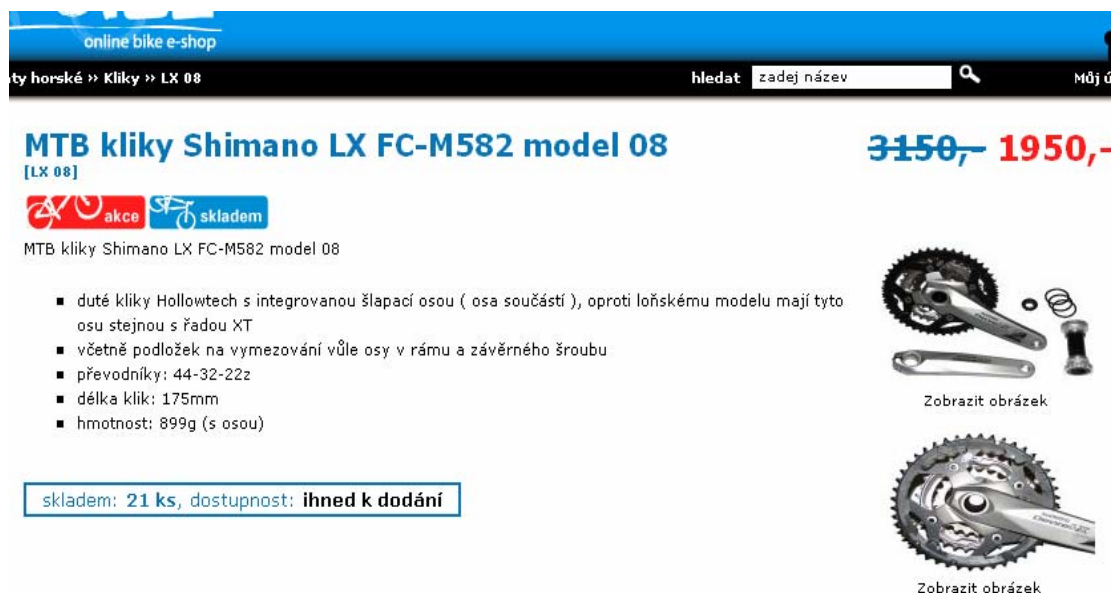 online bike e-shop
ty horské » Kliky » LX 08
hledat zadej název
Můj ú
MTB kliky Shimano LX FC-M582 model 08
3150,- 1950,-
[LX 08]
akce skladem
MTB kliky Shimano LX FC-M582 model 08
duté kliky Hollowtech s integrovanou šlapací osou ( osa součástí ), oproti loňskému modelu mají tyto
osu stejnou s řadou XT
včetně podložek na vymezování vůle osy v rámu a závěrného šroubu
převodníky: 44-32-22z
délka klik: 175mm
hmotnost: 899g (s osou)
Zobrazit obrázek
skladem: 21 ks, dostupnost: ihned k dodání
Zobrazit obrázek